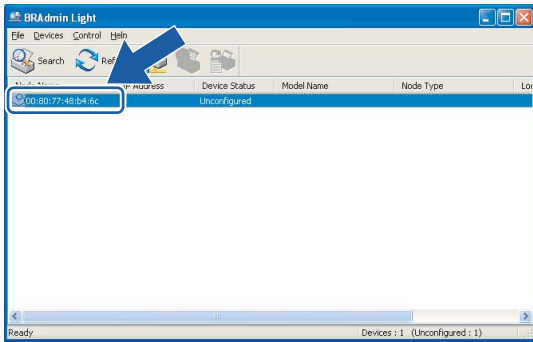 BRAdmin Light
File Devices Control Help
Search
Device Status Model Name Node Type
00:80:77:48:b4:6c Unconfigured
Ready Devices : 1 (Unconfigured : 1)